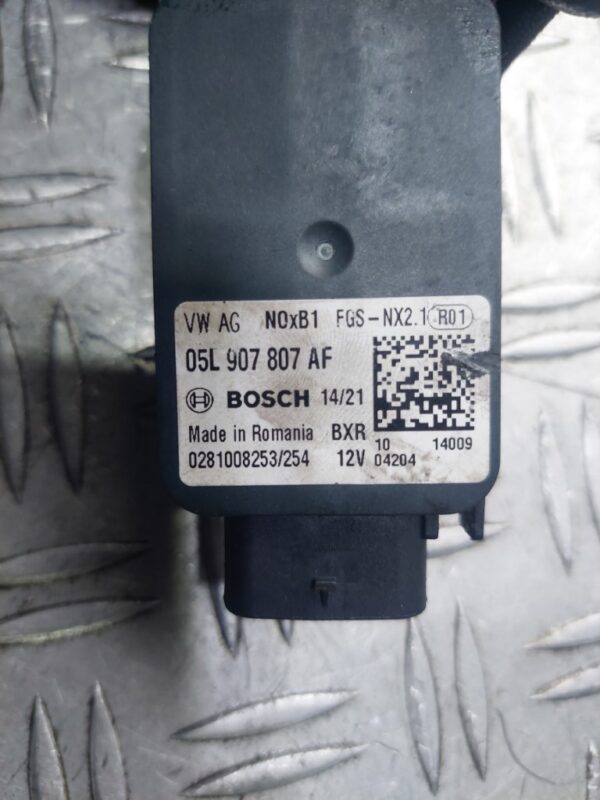 VW AG NOxB1 FGS-NX2.1 R01
05L 907 807 AF
BOSCH 14/21
Made in Romania BXR 10 14009
0281008253/254 12V 04204